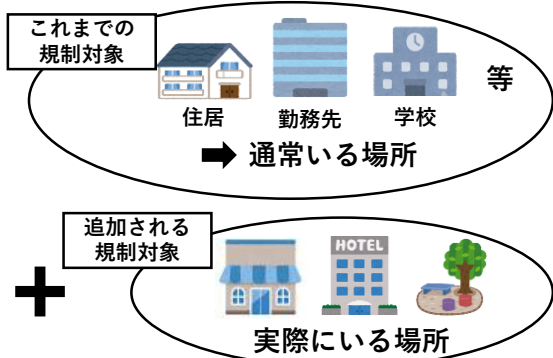 これまでの
規制対象
等
住居
勤務先
学校
➡ 通常いる場所
追加される
規制対象
+
HOTEL
実際にいる場所